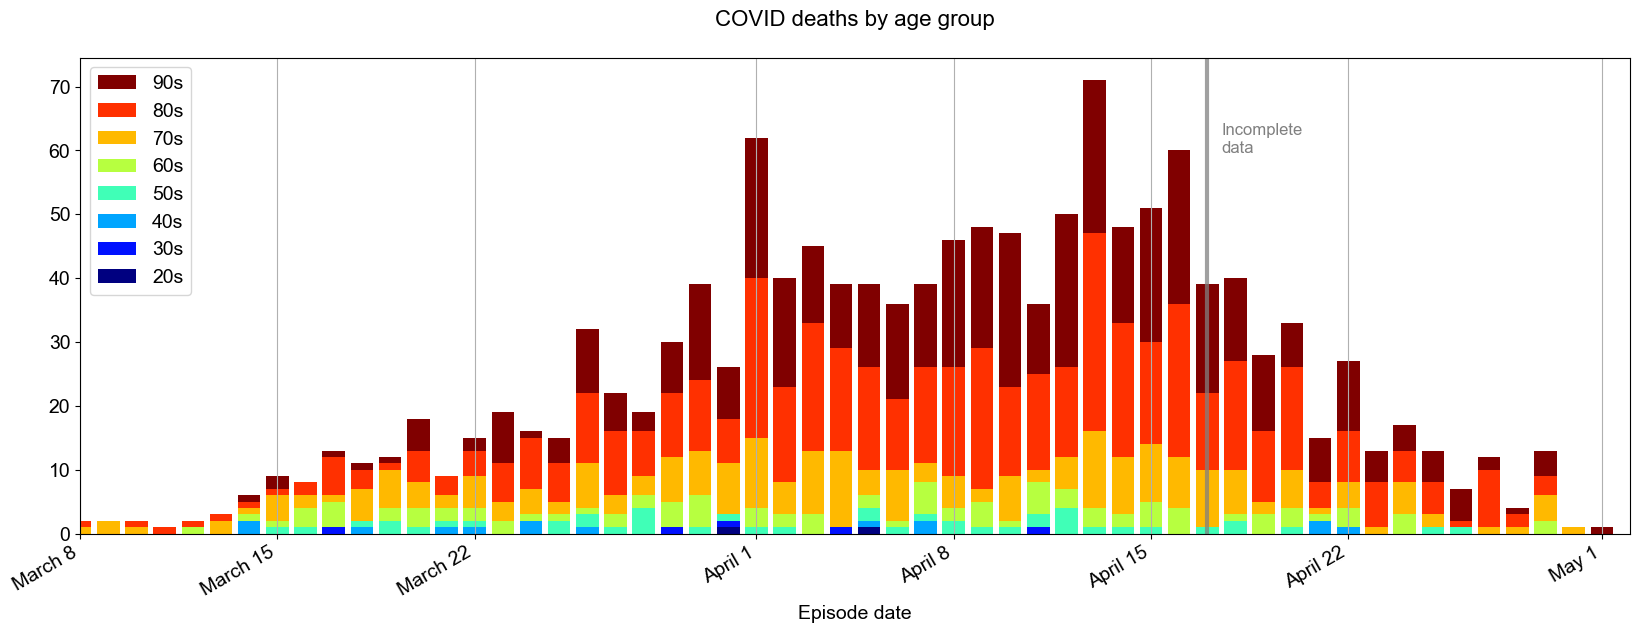 COVID deaths by age group
90s
80s
70s
60s
50s
40s
30s
20s
Incomplete
data
70
60
50
40
30
20
10
0
March 8
March 15
March 22
April 1
April 8
April 15
April 22
May 1
Episode date